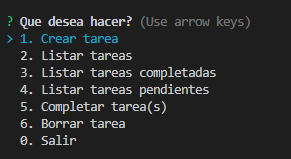 ? Que desea hacer? (Use arrow keys)
> 1. Crear tarea
2. Listar tareas
3. Listar tareas completadas
4. Listar tareas pendientes
5. Completar tarea(s)
6. Borrar tarea
0. Salir